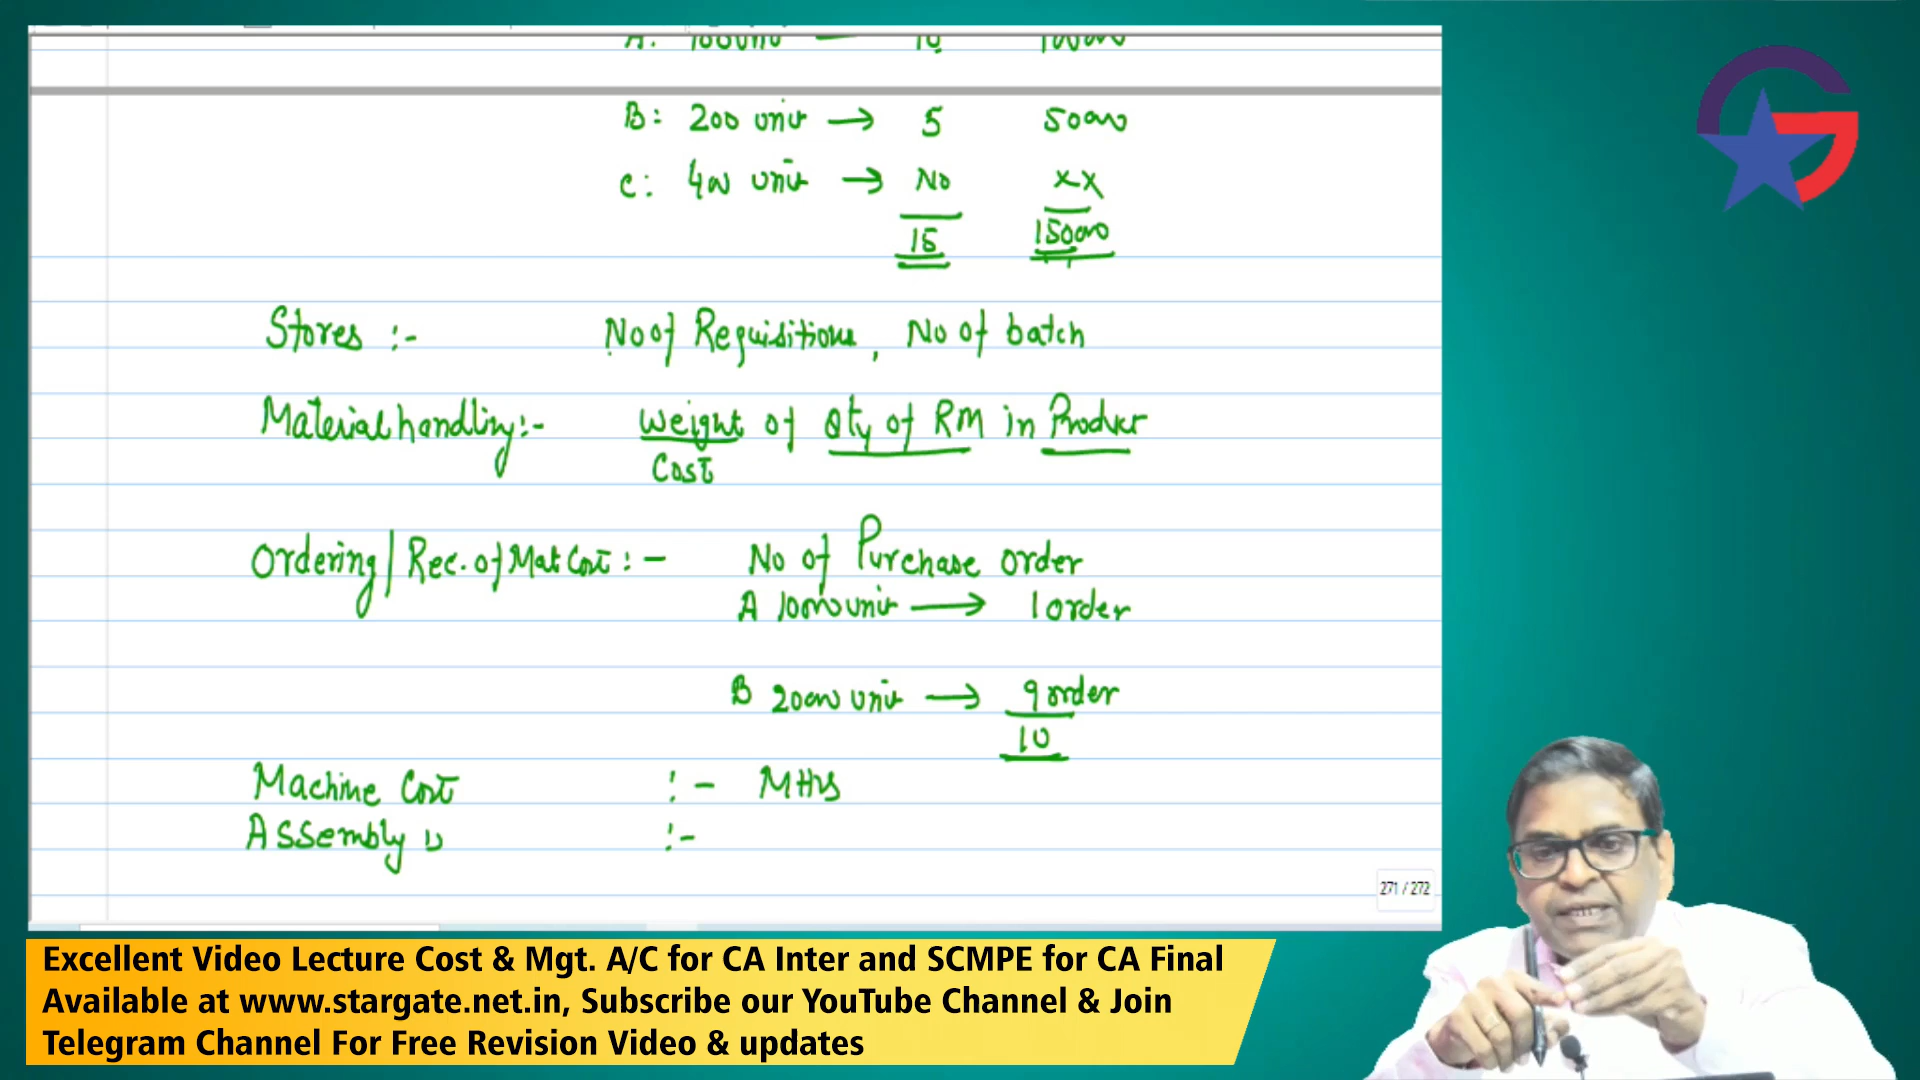 B: 200 unit → 5 5000
C: 400 unit → No xx
15 15000
Stores :- No of Requisitions, No of batch
Material handling:- weight of Qty of RM in Product
Cost
Ordering/Rec. of Mat Cost :- No of Purchase order
A 10000 unit → 1 order
B 20000 unit → 9 order
10
Machine Cost :- MHrs
Assembly :-
271 / 272
Excellent Video Lecture Cost & Mgt. A/C for CA Inter and SCMPE for CA Final
Available at www.stargate.net.in, Subscribe our YouTube Channel & Join
Telegram Channel For Free Revision Video & updates